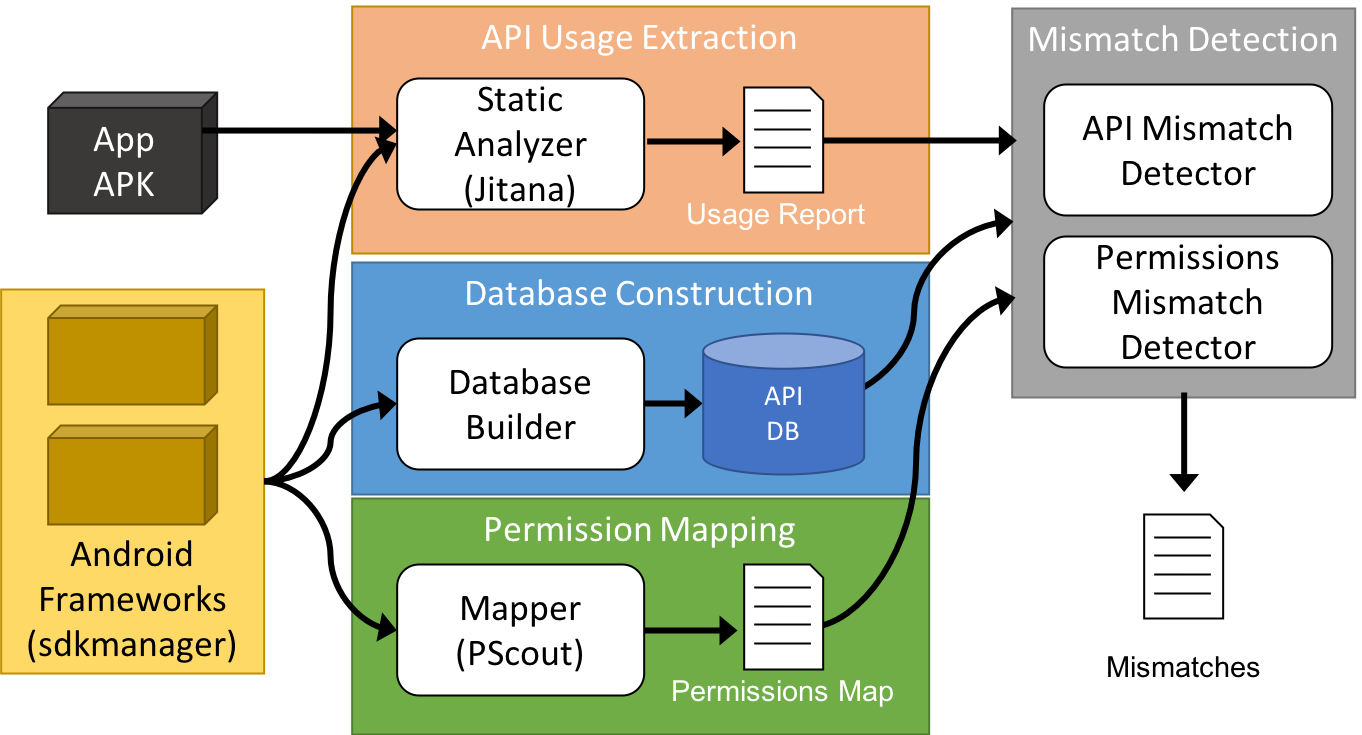 API Usage Extraction
Mismatch Detection
App
APK
Static
Analyzer
(Jitana)
Usage Report
API Mismatch
Detector
Permissions
Mismatch
Detector
Database Construction
Database
Builder
API
DB
Android
Frameworks
(sdkmanager)
Permission Mapping
Mapper
(PScout)
Permissions Map
Mismatches